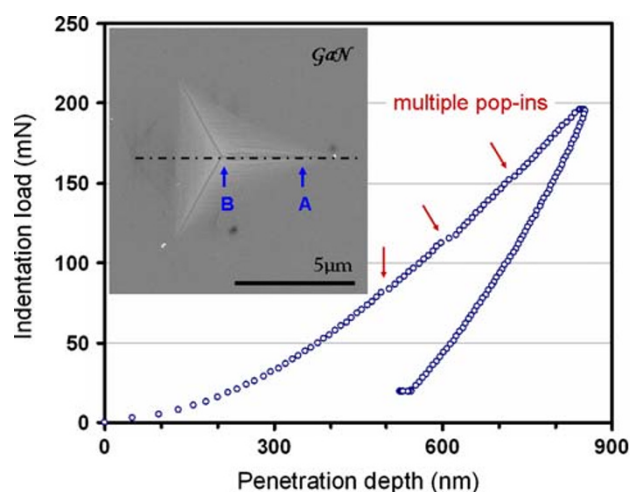 250
200
150
100
50
0
Indentation load (mN)
GaN
B
A
5μm
multiple pop-ins
0
300
600
900
Penetration depth (nm)